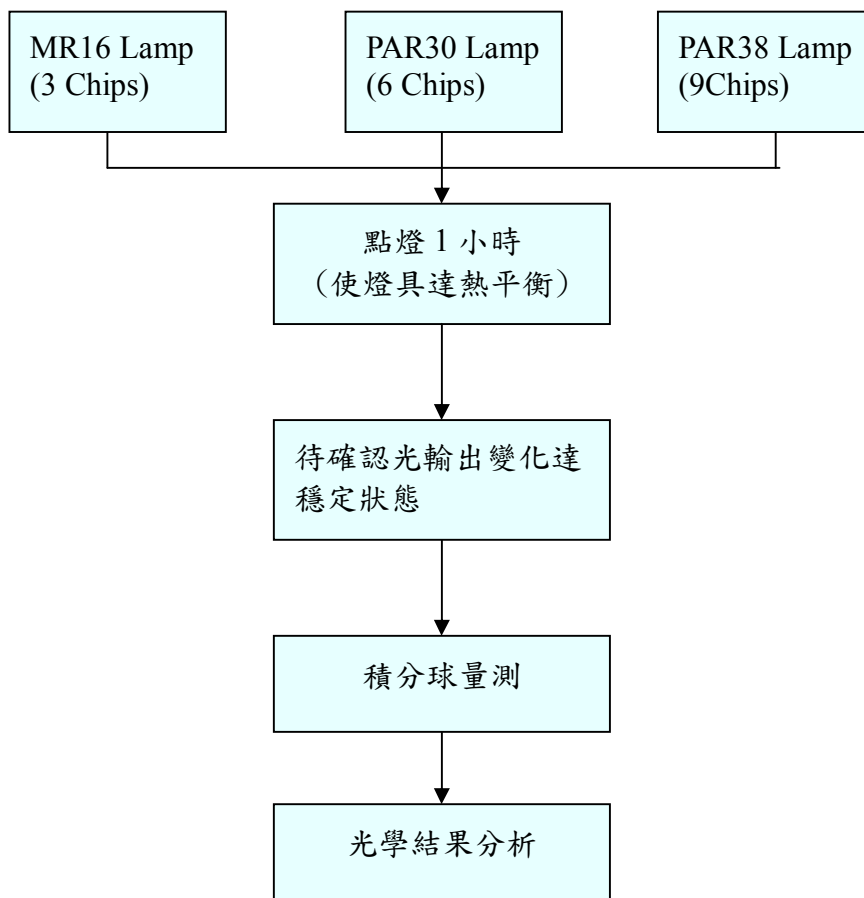 MR16 Lamp
(3 Chips)
PAR30 Lamp
(6 Chips)
PAR38 Lamp
(9Chips)
點燈 1 小時
（使燈具達熱平衡）
待確認光輸出變化達
穩定狀態
積分球量測
光學結果分析